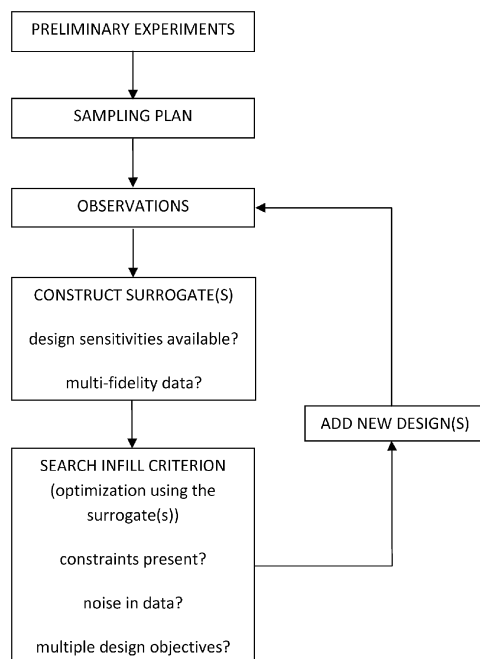 PRELIMINARY EXPERIMENTS
SAMPLING PLAN
OBSERVATIONS
CONSTRUCT SURROGATE(S)
design sensitivities available?
multi-fidelity data?
ADD NEW DESIGN(S)
SEARCH INFILL CRITERION
(optimization using the
surrogate(s))
constraints present?
noise in data?
multiple design objectives?